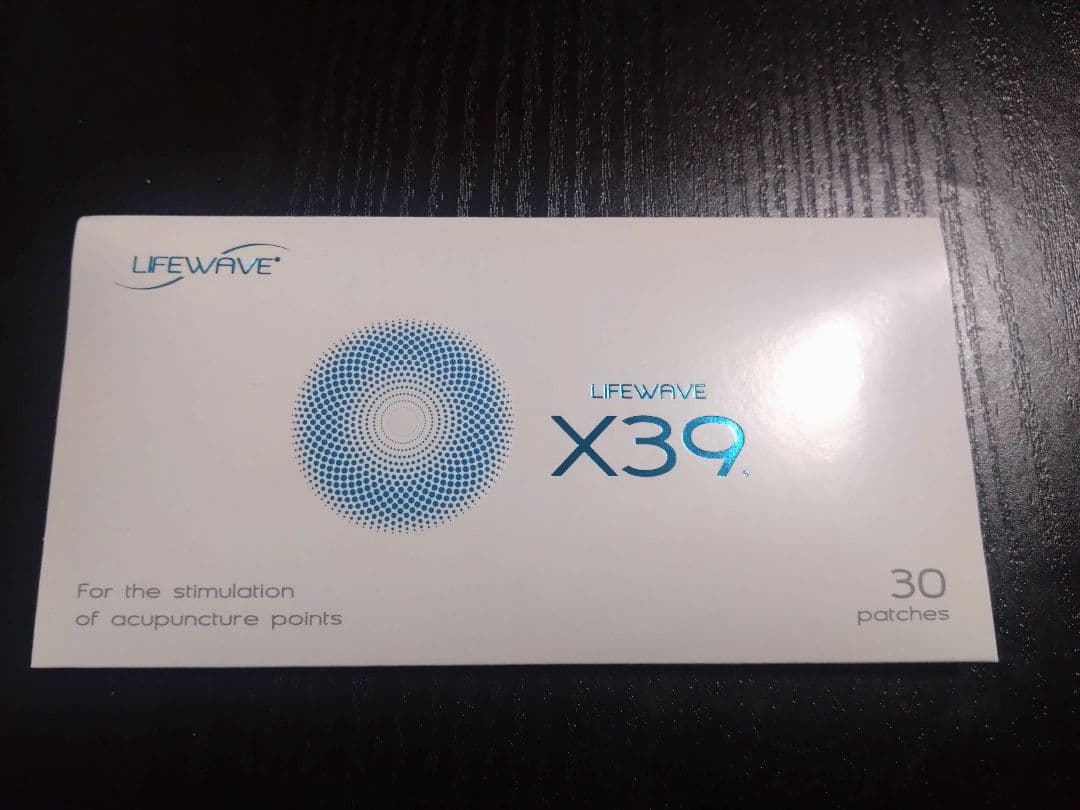 LIFEWAVE
LIFEWAVE
X39
For the stimulation
of acupuncture points
30
patches